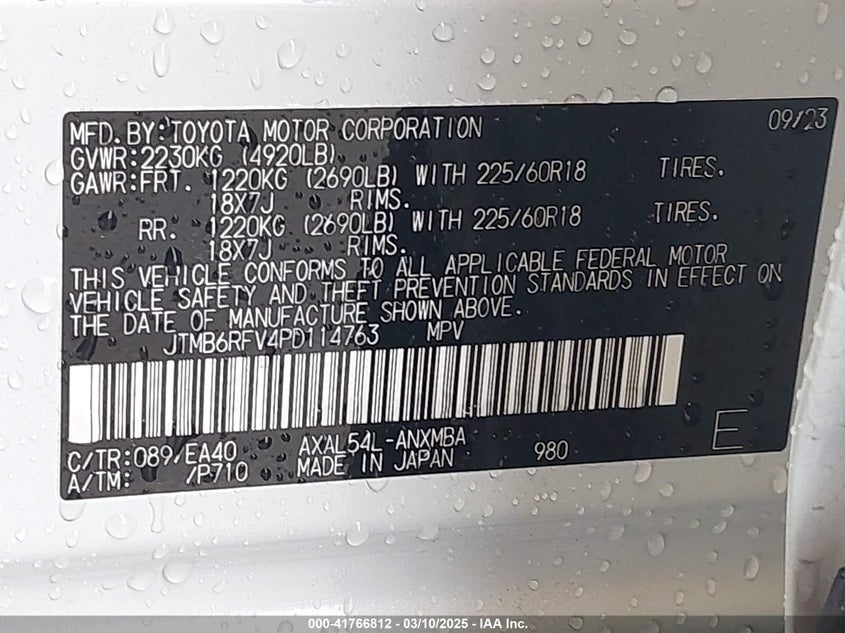 MFD. BY: TOYOTA MOTOR CORPORATION 09/23
GVWR: 2230KG (4920LB)
GAWR: FRT. 1220KG (2690LB) WITH 225/60R18 TIRES.
18X7J RIMS.
RR. 1220KG (2690LB) WITH 225/60R18 TIRES.
18X7J RIMS.
THIS VEHICLE CONFORMS TO ALL APPLICABLE FEDERAL MOTOR
VEHICLE SAFETY AND THEFT PREVENTION STANDARDS IN EFFECT ON
THE DATE OF MANUFACTURE SHOWN ABOVE.
JTMB6RFV4PD114763 MPV
C/TR: 089/EA40 AXAL54L-ANXMBA 980 E
A/TM: /P710 MADE IN JAPAN
000-41766812 - 03/10/2025 - IAA Inc.